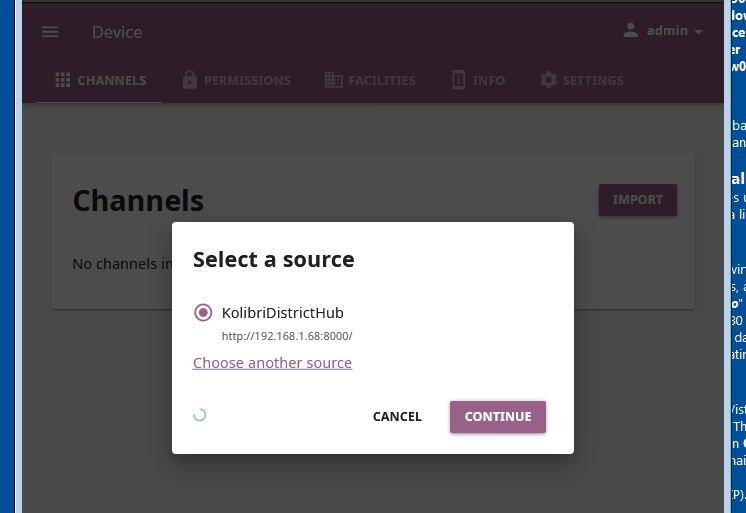 Device
admin
CHANNELS
PERMISSIONS
FACILITIES
INFO
SETTINGS
Channels
IMPORT
No channels in
Select a source
KolibriDistrictHub
http://192.168.1.68:8000/
Choose another source
CANCEL
CONTINUE